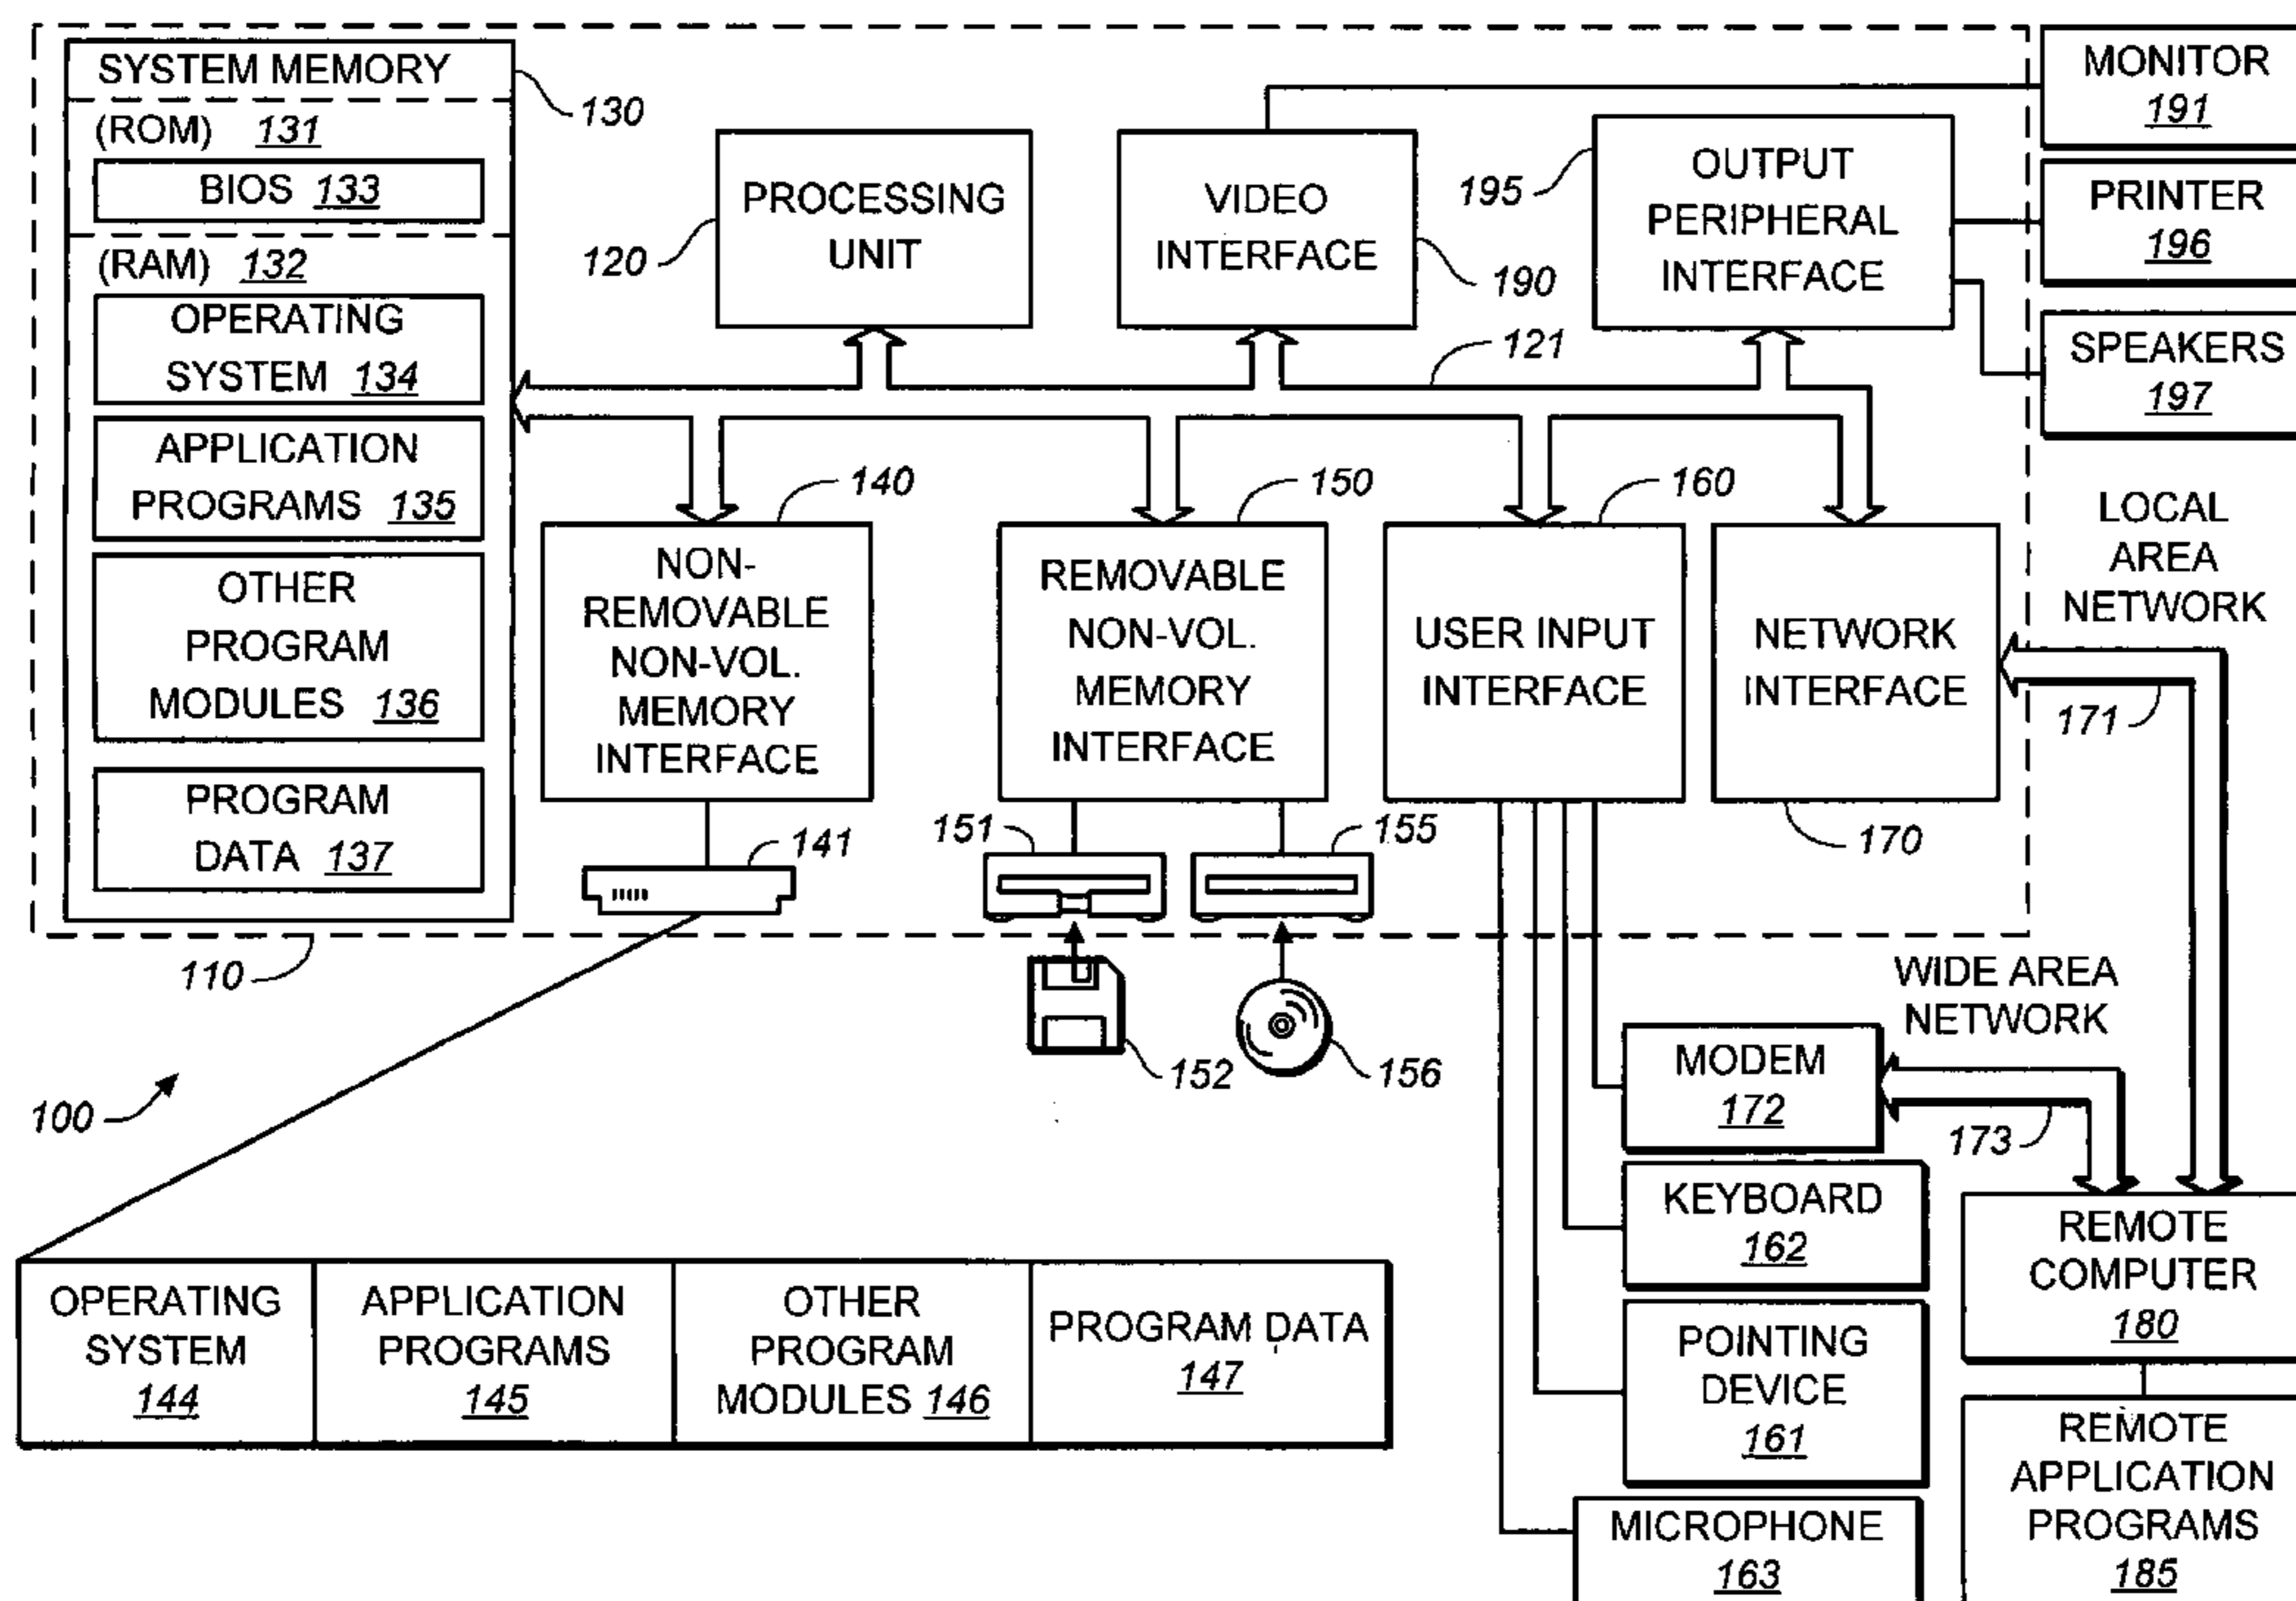 SYSTEM MEMORY
130
(ROM) 131
BIOS 133
(RAM) 132
OPERATING
SYSTEM 134
APPLICATION
PROGRAMS 135
OTHER
PROGRAM
MODULES 136
PROGRAM
DATA 137
110
100
PROCESSING
UNIT
120
VIDEO
INTERFACE
190
195
OUTPUT
PERIPHERAL
INTERFACE
121
MONITOR
191
PRINTER
196
SPEAKERS
197
140
NON-
REMOVABLE
NON-VOL.
MEMORY
INTERFACE
141
150
REMOVABLE
NON-VOL.
MEMORY
INTERFACE
151
155
152
156
160
USER INPUT
INTERFACE
NETWORK
INTERFACE
170
LOCAL
AREA
NETWORK
171
WIDE AREA
NETWORK
173
MODEM
172
KEYBOARD
162
POINTING
DEVICE
161
MICROPHONE
163
REMOTE
COMPUTER
180
REMOTE
APPLICATION
PROGRAMS
185
OPERATING
SYSTEM
144
APPLICATION
PROGRAMS
145
OTHER
PROGRAM
MODULES 146
PROGRAM DATA
147